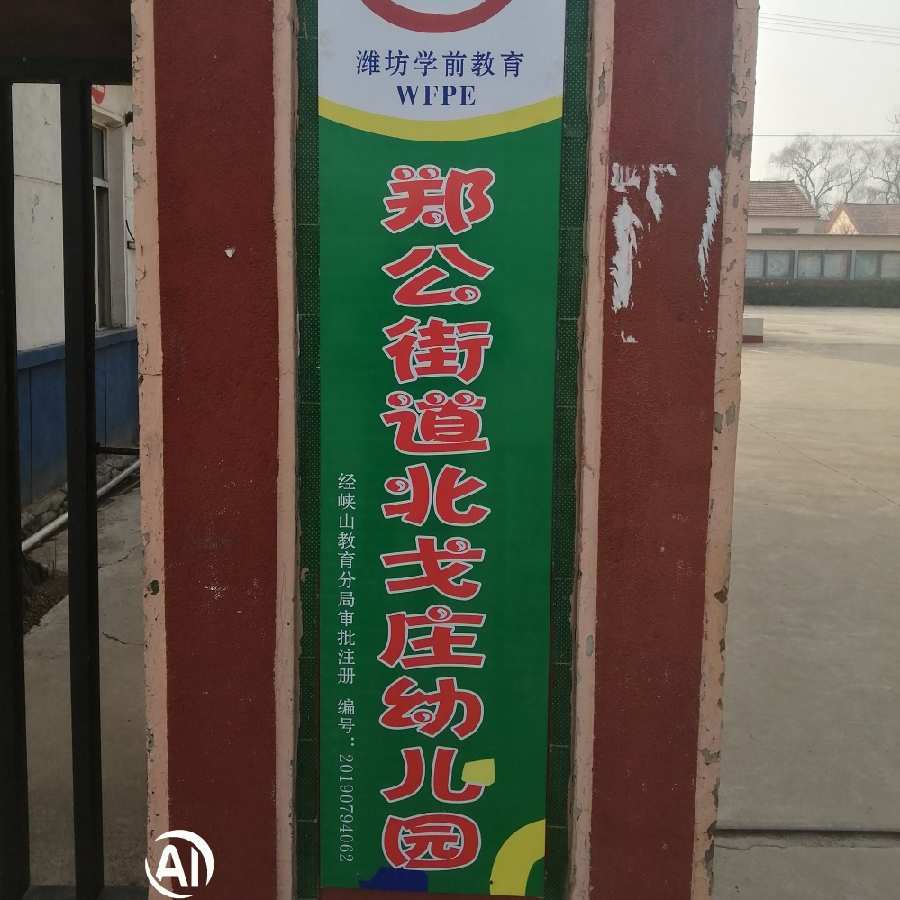 潍坊学前教育
WFPE
郑公街道北戈庄幼儿园
经峡山教育分局审批注册 编号：20190794062
AI